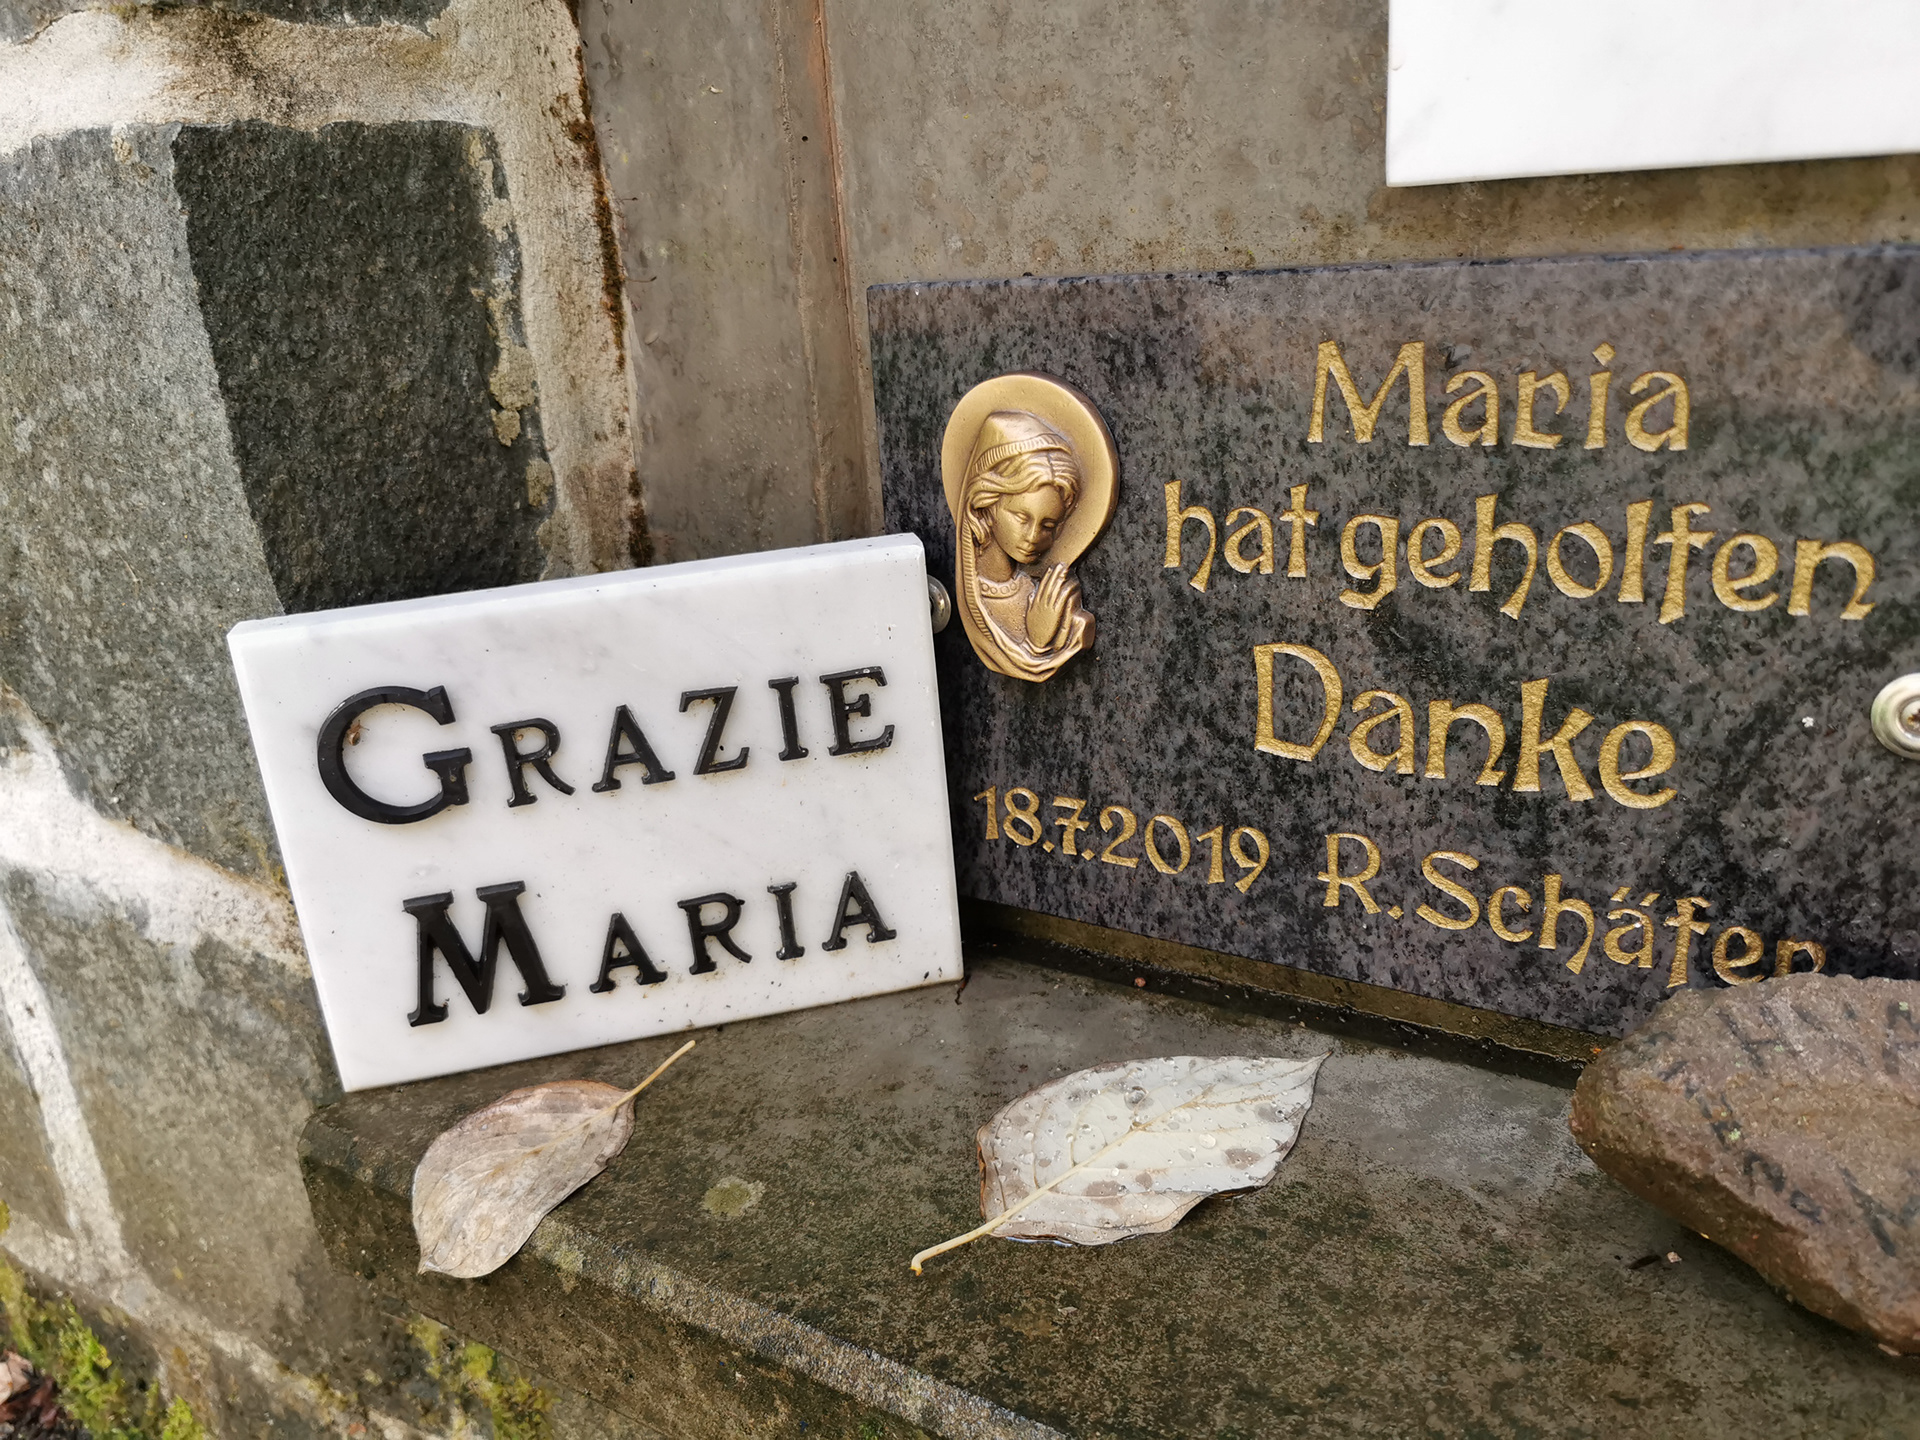 GRAZIE
MARIA
Maria
hat geholfen
Danke
18.7.2019 R. Schäfer